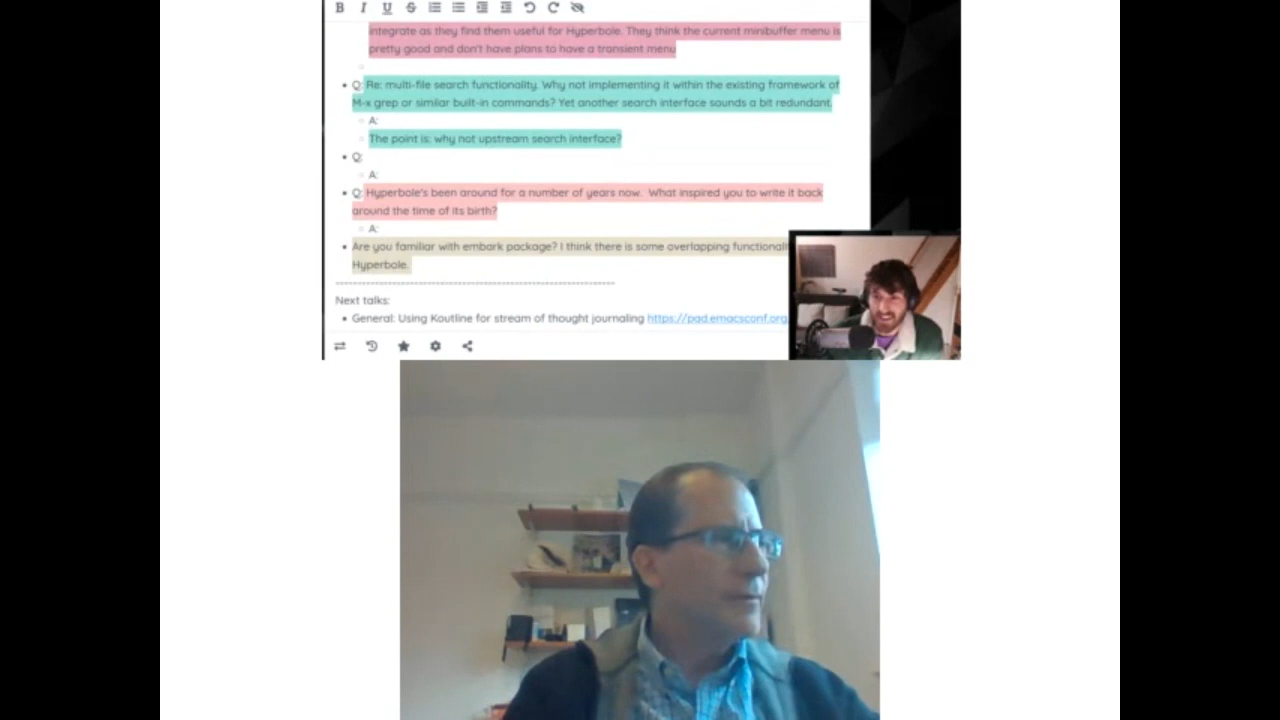 B I U S
integrate as they find them useful for Hyperbole. They think the current minibuffer menu is
pretty good and don't have plans to have a transient menu
Q: Re: multi-file search functionality. Why not implementing it within the existing framework of
M-x grep or similar built-in commands? Yet another search interface sounds a bit redundant.
A:
The point is: why not upstream search interface?
Q:
A:
Q: Hyperbole's been around for a number of years now. What inspired you to write it back
around the time of its birth?
A:
Are you familiar with embark package? I think there is some overlapping
Hyperbole.
------------------------------------------------------------
Next talks:
General: Using Koutline for stream of thought journaling https://pad.emacsconf.org